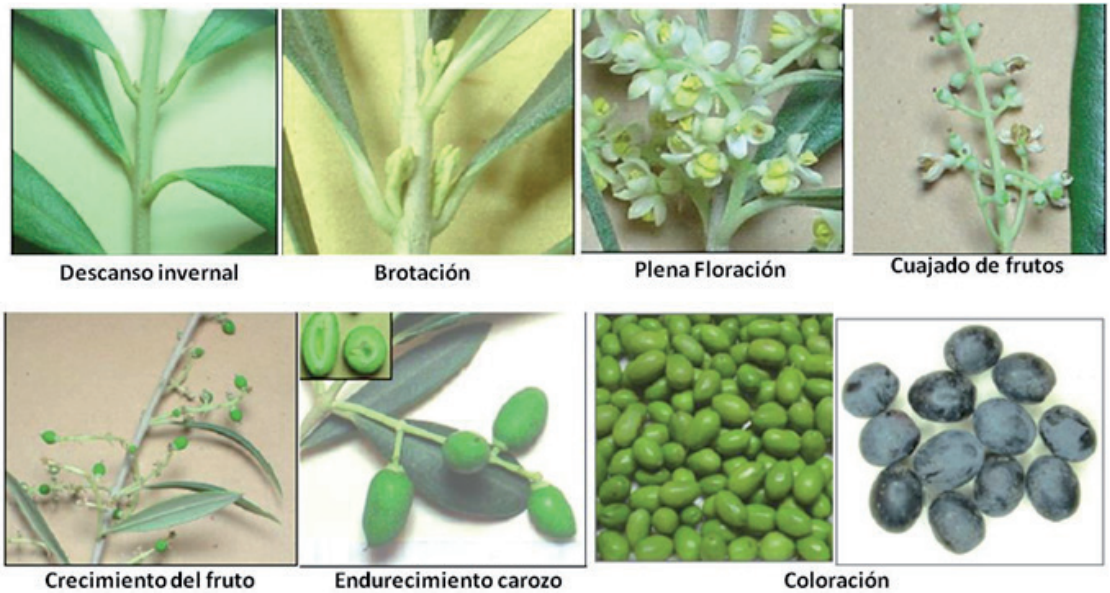 Descanso invernal
Brotación
Plena Floración
Cuajado de frutos
Crecimiento del fruto
Endurecimiento carozo
Coloración